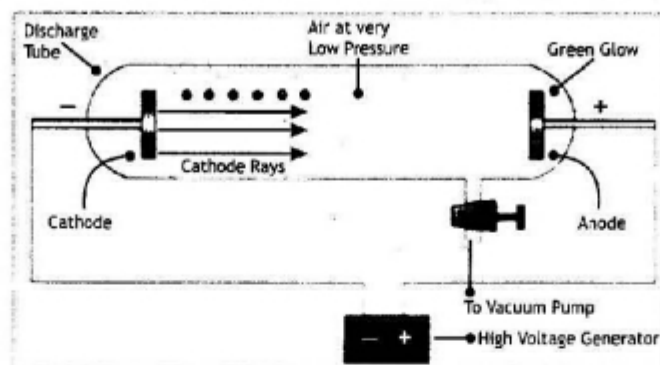 Discharge
Tube
Air at very
Low Pressure
Green Glow
−
+
Cathode Rays
Cathode
Anode
To Vacuum Pump
− +
High Voltage Generator